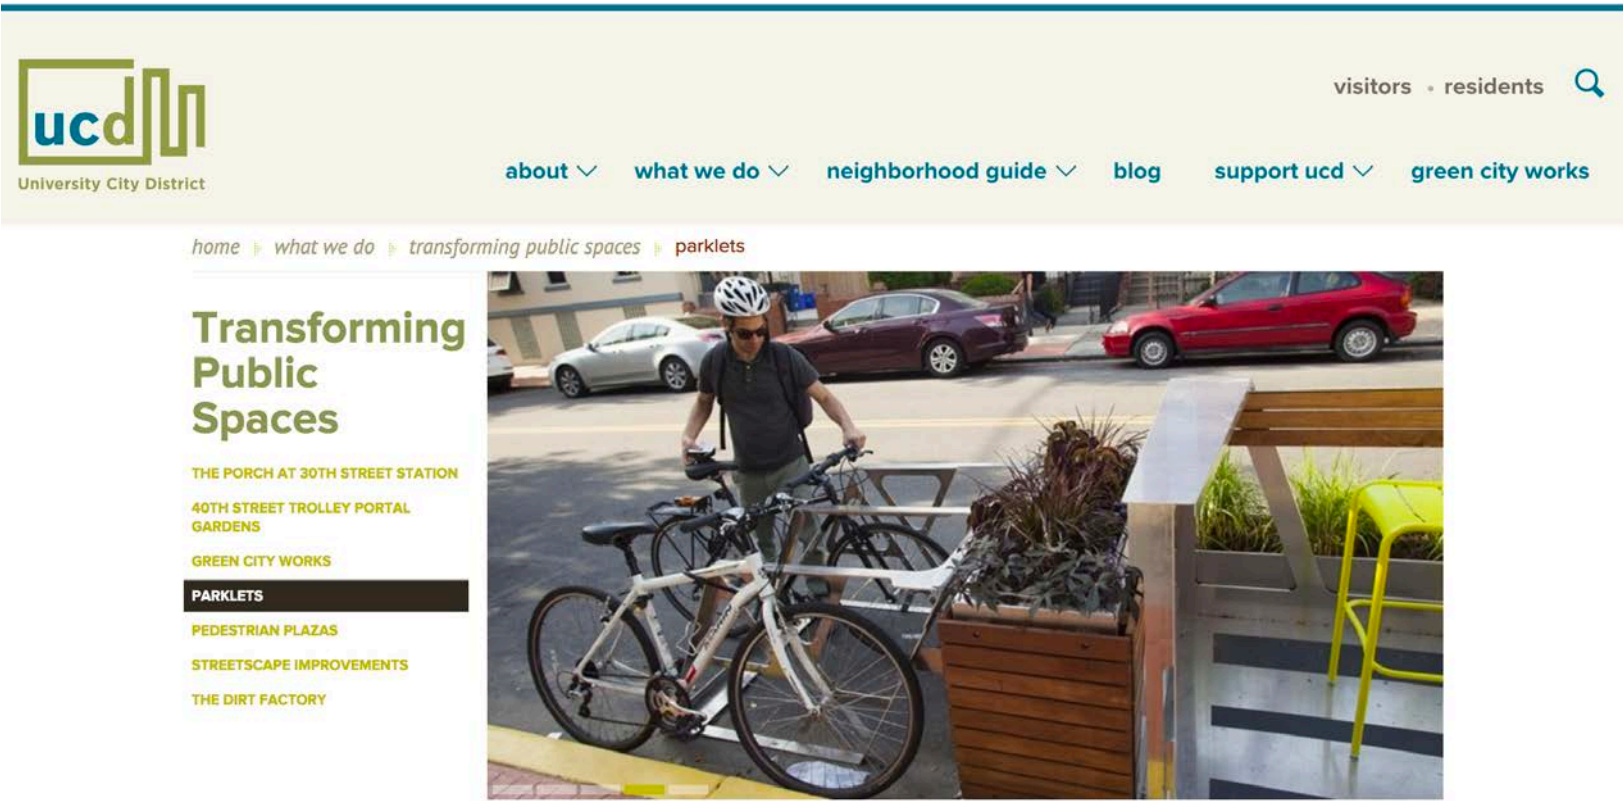 ucd
University City District
visitors • residents
about what we do neighborhood guide blog support ucd green city works
home what we do transforming public spaces parklets
Transforming
Public
Spaces
THE PORCH AT 30TH STREET STATION
40TH STREET TROLLEY PORTAL
GARDENS
GREEN CITY WORKS
PARKLETS
PEDESTRIAN PLAZAS
STREETSCAPE IMPROVEMENTS
THE DIRT FACTORY